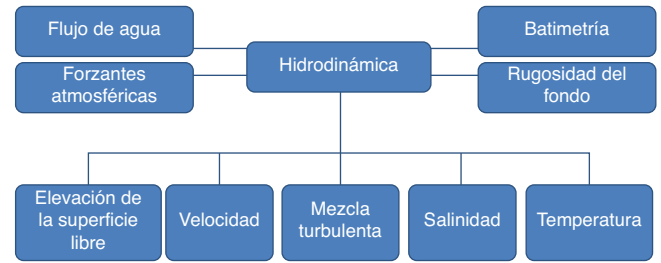 Flujo de agua
Batimetría
Hidrodinámica
Forzantes
atmosféricas
Rugosidad del
fondo
Elevación de
la superficie
libre
Velocidad
Mezcla
turbulenta
Salinidad
Temperatura